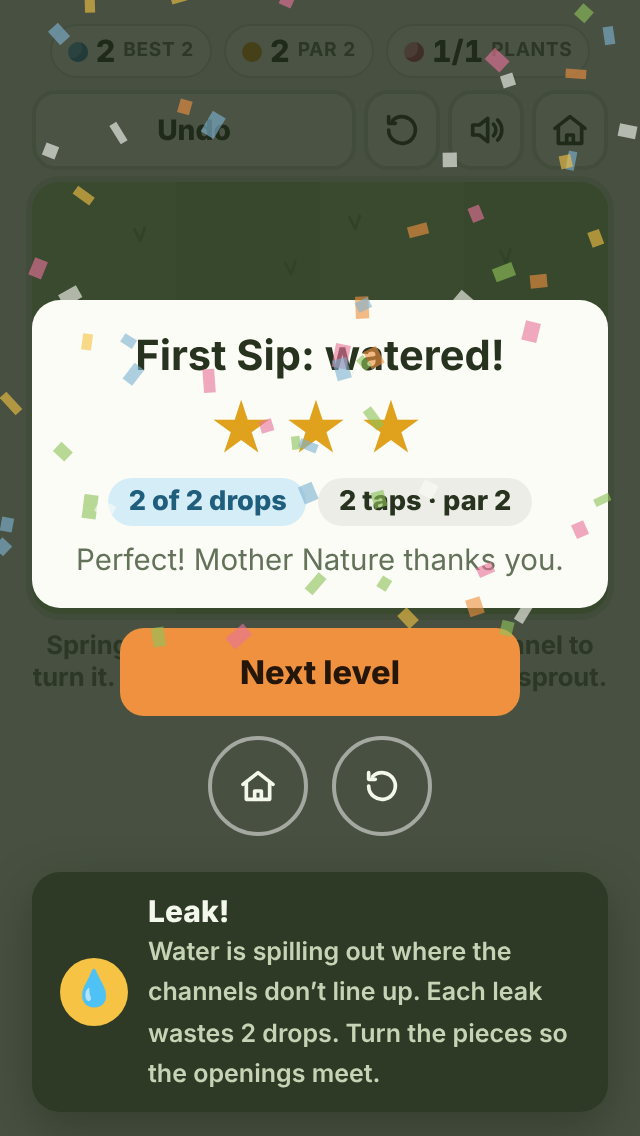 2 BEST 2
2 PAR 2
1/1 PLANTS
Undo
First Sip: watered!
2 of 2 drops
2 taps · par 2
Perfect! Mother Nature thanks you.
Spring nnel to
turn it. sprout.
Next level
Leak!
Water is spilling out where the
channels don’t line up. Each leak
wastes 2 drops. Turn the pieces so
the openings meet.